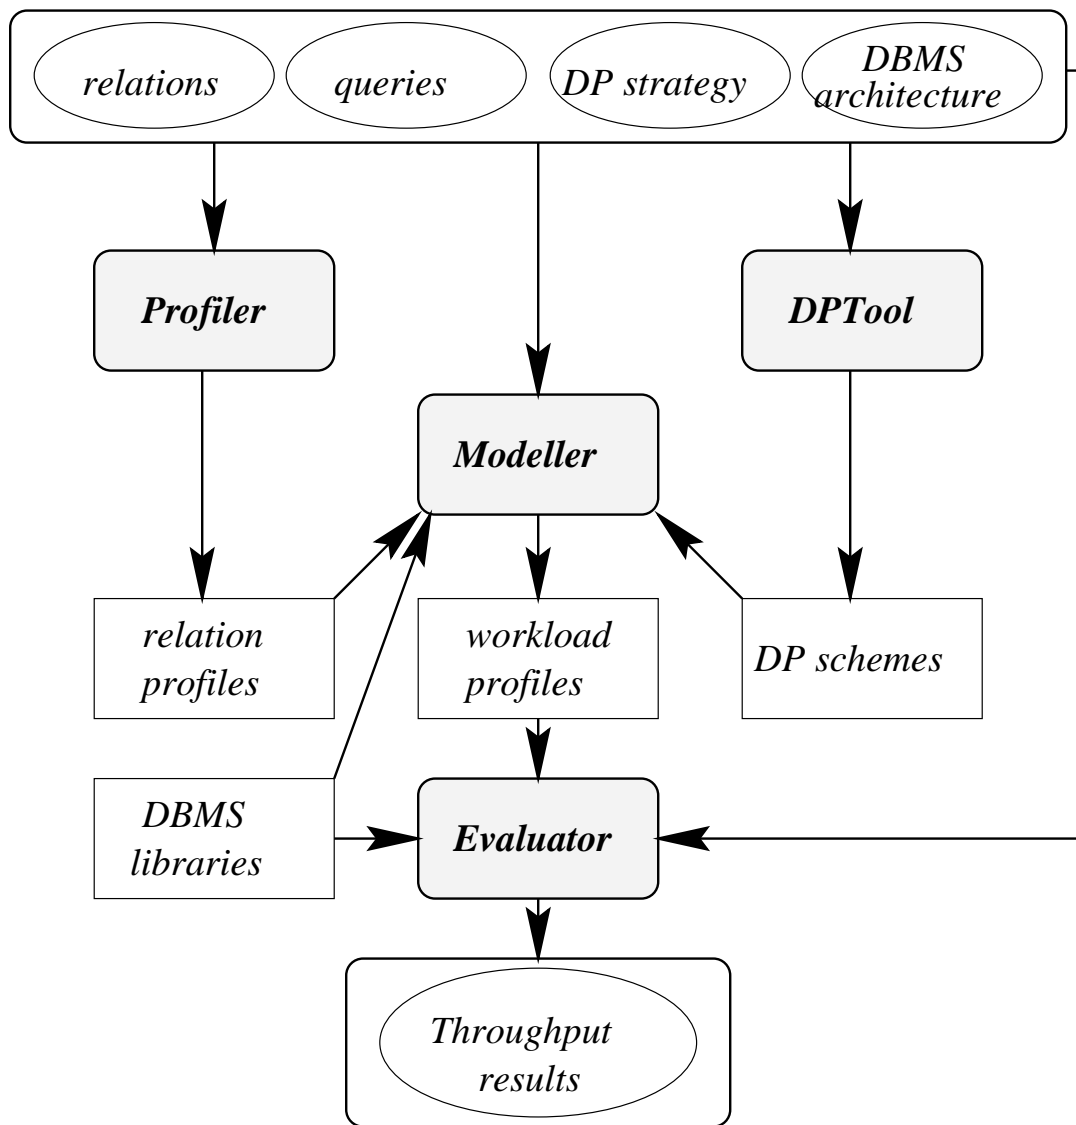 relations
queries
DP strategy
DBMS
architecture
Profiler
DPTool
Modeller
relation
profiles
workload
profiles
DP schemes
DBMS
libraries
Evaluator
Throughput
results